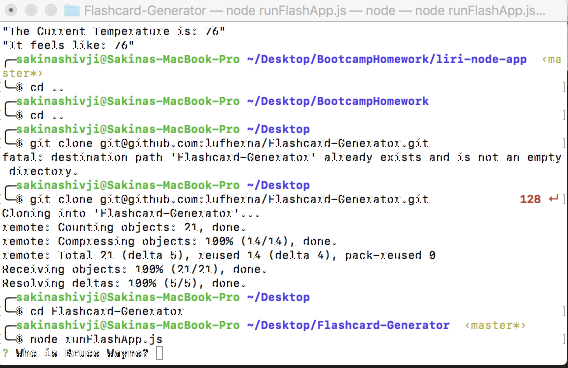 Flashcard-Generator — node runFlashApp.js — node — node runFlashApp.js...
"The Current Temperature is: 76"
"It feels like: 76"
sakinashivji@Sakinas-MacBook-Pro ~/Desktop/BootcampHomework/liri-node-app ‹ma
ster*›
$ cd ..
sakinashivji@Sakinas-MacBook-Pro ~/Desktop/BootcampHomework
$ cd ..
sakinashivji@Sakinas-MacBook-Pro ~/Desktop
$ git clone git@github.com:lufherna/Flashcard-Generator.git
fatal: destination path 'Flashcard-Generator' already exists and is not an empty
directory.
sakinashivji@Sakinas-MacBook-Pro ~/Desktop
$ git clone git@github.com:lufherna/Flashcard-Generator.git 128 ↵
Cloning into 'Flashcard-Generator'...
remote: Counting objects: 21, done.
remote: Compressing objects: 100% (14/14), done.
remote: Total 21 (delta 5), reused 14 (delta 4), pack-reused 0
Receiving objects: 100% (21/21), done.
Resolving deltas: 100% (5/5), done.
sakinashivji@Sakinas-MacBook-Pro ~/Desktop
$ cd Flashcard-Generator
sakinashivji@Sakinas-MacBook-Pro ~/Desktop/Flashcard-Generator ‹master*›
$ node runFlashApp.js
? Who is Bruce Wayne?